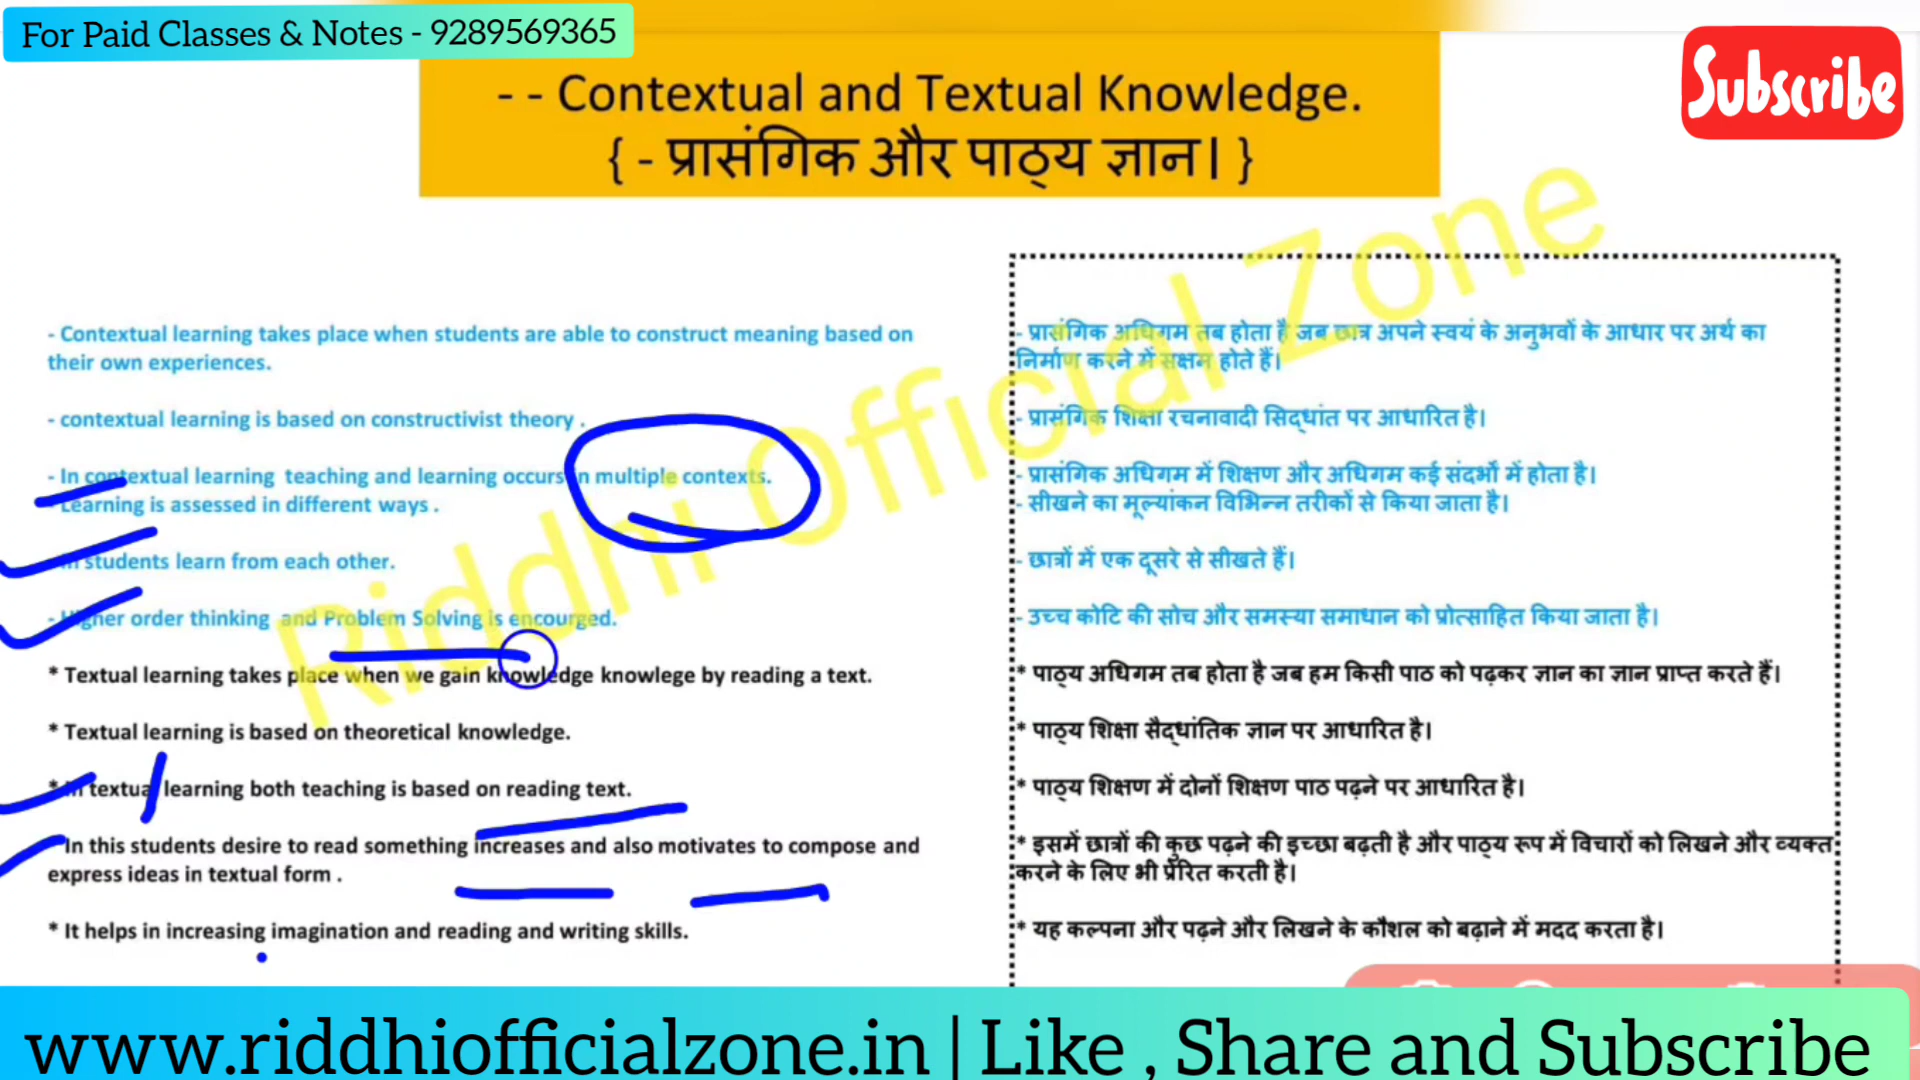 For Paid Classes & Notes - 9289569365
Subscribe
- - Contextual and Textual Knowledge.
{ - प्रासंगिक और पाठ्य ज्ञान। }
- Contextual learning takes place when students are able to construct meaning based on
their own experiences.
- contextual learning is based on constructivist theory .
- In contextual learning teaching and learning occurs in multiple contexts.
- Learning is assessed in different ways .
- In students learn from each other.
- Higher order thinking and Problem Solving is encourged.
* Textual learning takes place when we gain knowledge knowlege by reading a text.
* Textual learning is based on theoretical knowledge.
* In textual learning both teaching is based on reading text.
* In this students desire to read something increases and also motivates to compose and
express ideas in textual form .
* It helps in increasing imagination and reading and writing skills.
- प्रासंगिक अधिगम तब होता है जब छात्र अपने स्वयं के अनुभवों के आधार पर अर्थ का
निर्माण करने में सक्षम होते हैं।
- प्रासंगिक शिक्षा रचनावादी सिद्धांत पर आधारित है।
- प्रासंगिक अधिगम में शिक्षण और अधिगम कई संदर्भों में होता है।
- सीखने का मूल्यांकन विभिन्न तरीकों से किया जाता है।
- छात्रों में एक दूसरे से सीखते हैं।
- उच्च कोटि की सोच और समस्या समाधान को प्रोत्साहित किया जाता है।
* पाठ्य अधिगम तब होता है जब हम किसी पाठ को पढ़कर ज्ञान का ज्ञान प्राप्त करते हैं।
* पाठ्य शिक्षा सैद्धांतिक ज्ञान पर आधारित है।
* पाठ्य शिक्षण में दोनों शिक्षण पाठ पढ़ने पर आधारित है।
* इसमें छात्रों की कुछ पढ़ने की इच्छा बढ़ती है और पाठ्य रूप में विचारों को लिखने और व्यक्त
करने के लिए भी प्रेरित करती है।
* यह कल्पना और पढ़ने और लिखने के कौशल को बढ़ाने में मदद करता है।
Riddhi Official Zone
www.riddhiofficialzone.in | Like , Share and Subscribe